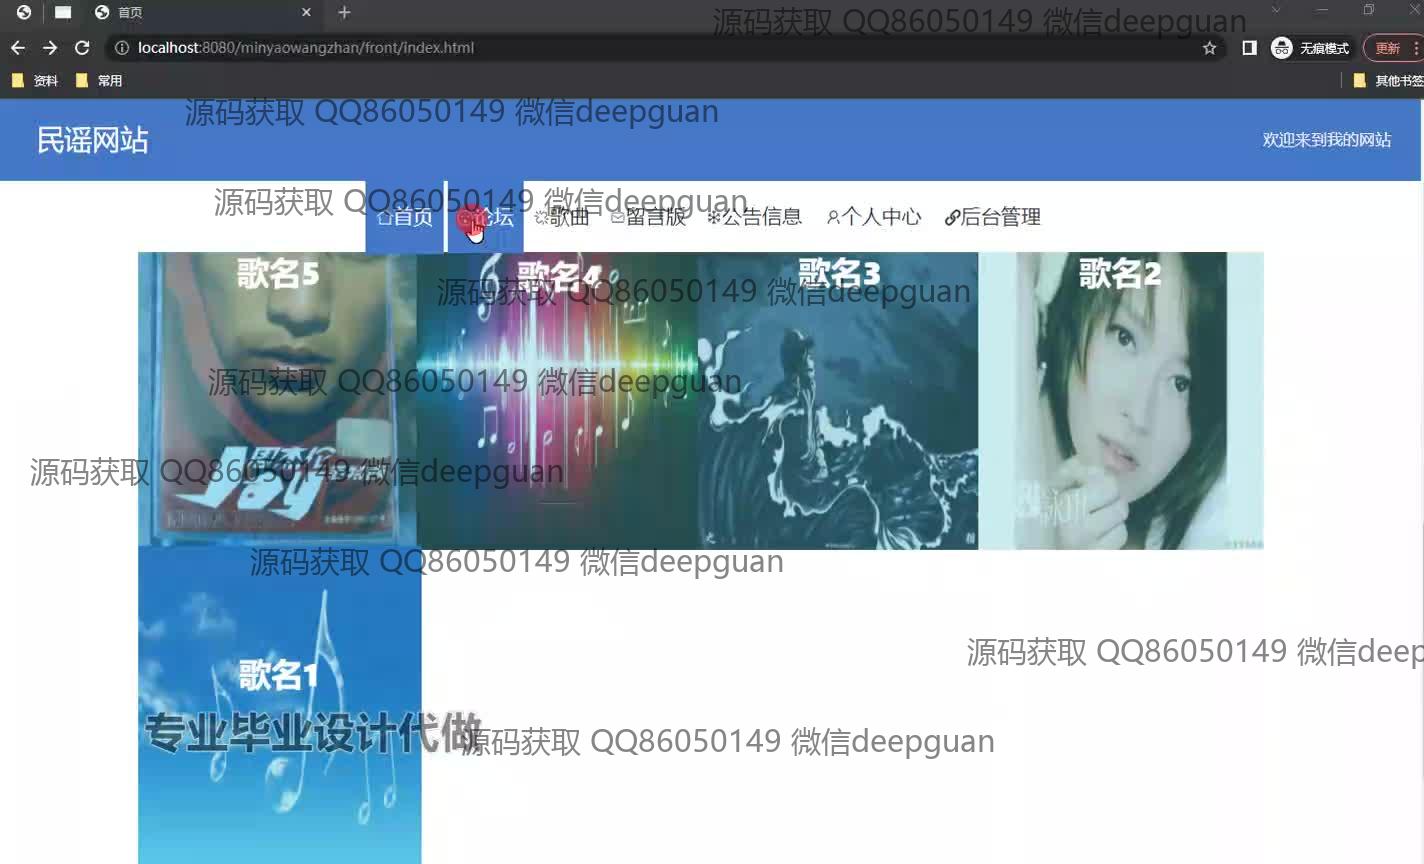 首页
源码获取 QQ86050149 微信deepguan
localhost:8080/minyaowangzhan/front/index.html
无痕模式
更新
资料
常用
其他书签
源码获取 QQ86050149 微信deepguan
民谣网站
欢迎来到我的网站
源码获取 QQ86050149 微信deepguan
首页
论坛
歌曲
留言版
公告信息
个人中心
后台管理
歌名5
歌名4
歌名3
歌名2
源码获取 QQ86050149 微信deepguan
源码获取 QQ86050149 微信deepguan
源码获取 QQ86050149 微信deepguan
Jay
源码获取 QQ86050149 微信deepguan
源码获取 QQ86050149 微信deep
歌名1
专业毕业设计代做
源码获取 QQ86050149 微信deepguan